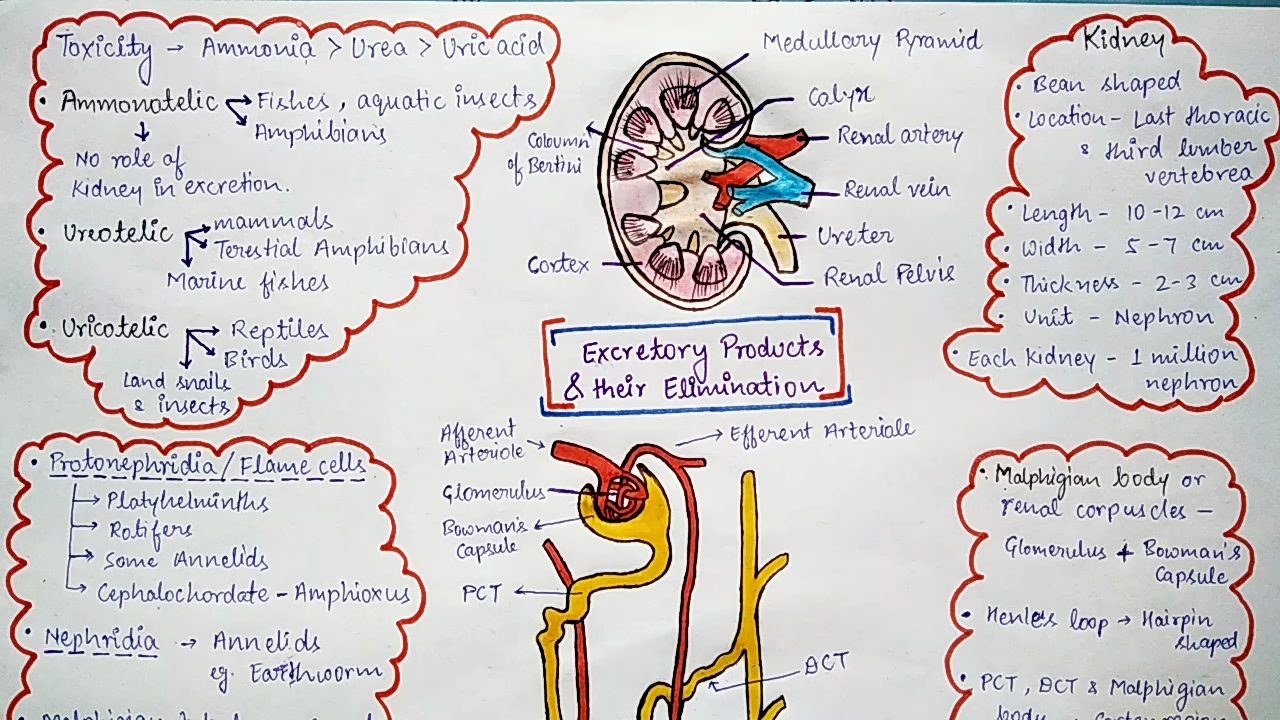 Toxicity → Ammonia > Urea > Uric acid
• Ammonotelic → Fishes, aquatic insects
→ Amphibians
↓
No role of
Kidney in excretion.
• Ureotelic → mammals
→ Terestial Amphibians
Marine fishes
• Uricotelic → Reptiles
→ Birds
Land snails
& insects
Medullary Pyramid
Calyx
Renal artery
Renal vein
Ureter
Renal Pelvis
Coloumn
of Bertini
Cortex
Kidney
• Bean shaped
• Location - Last thoracic
& third lumber
vertebrea
• Length - 10-12 cm
• Width - 5-7 cm
• Thickness - 2-3 cm
• Unit - Nephron
• Each Kidney - 1 million
nephron
Excretory Products
& their Elimination
• Protonephridia/Flame cells
→ Platyhelminths
→ Rotifers
→ Some Annelids
→ Cephalochordate - Amphioxus
• Nephridia → Annelids
eg. Earthworm
Afferent
Arteriole
→ Efferent Arteriale
Glomerulus
Bowman's
Capsule
PCT
DCT
• Malphigian body or
renal corpuscles -
Glomerulus + Bowman's
Capsule
• Henle's loop → Hairpin
shaped
• PCT, DCT & Malphigian
body